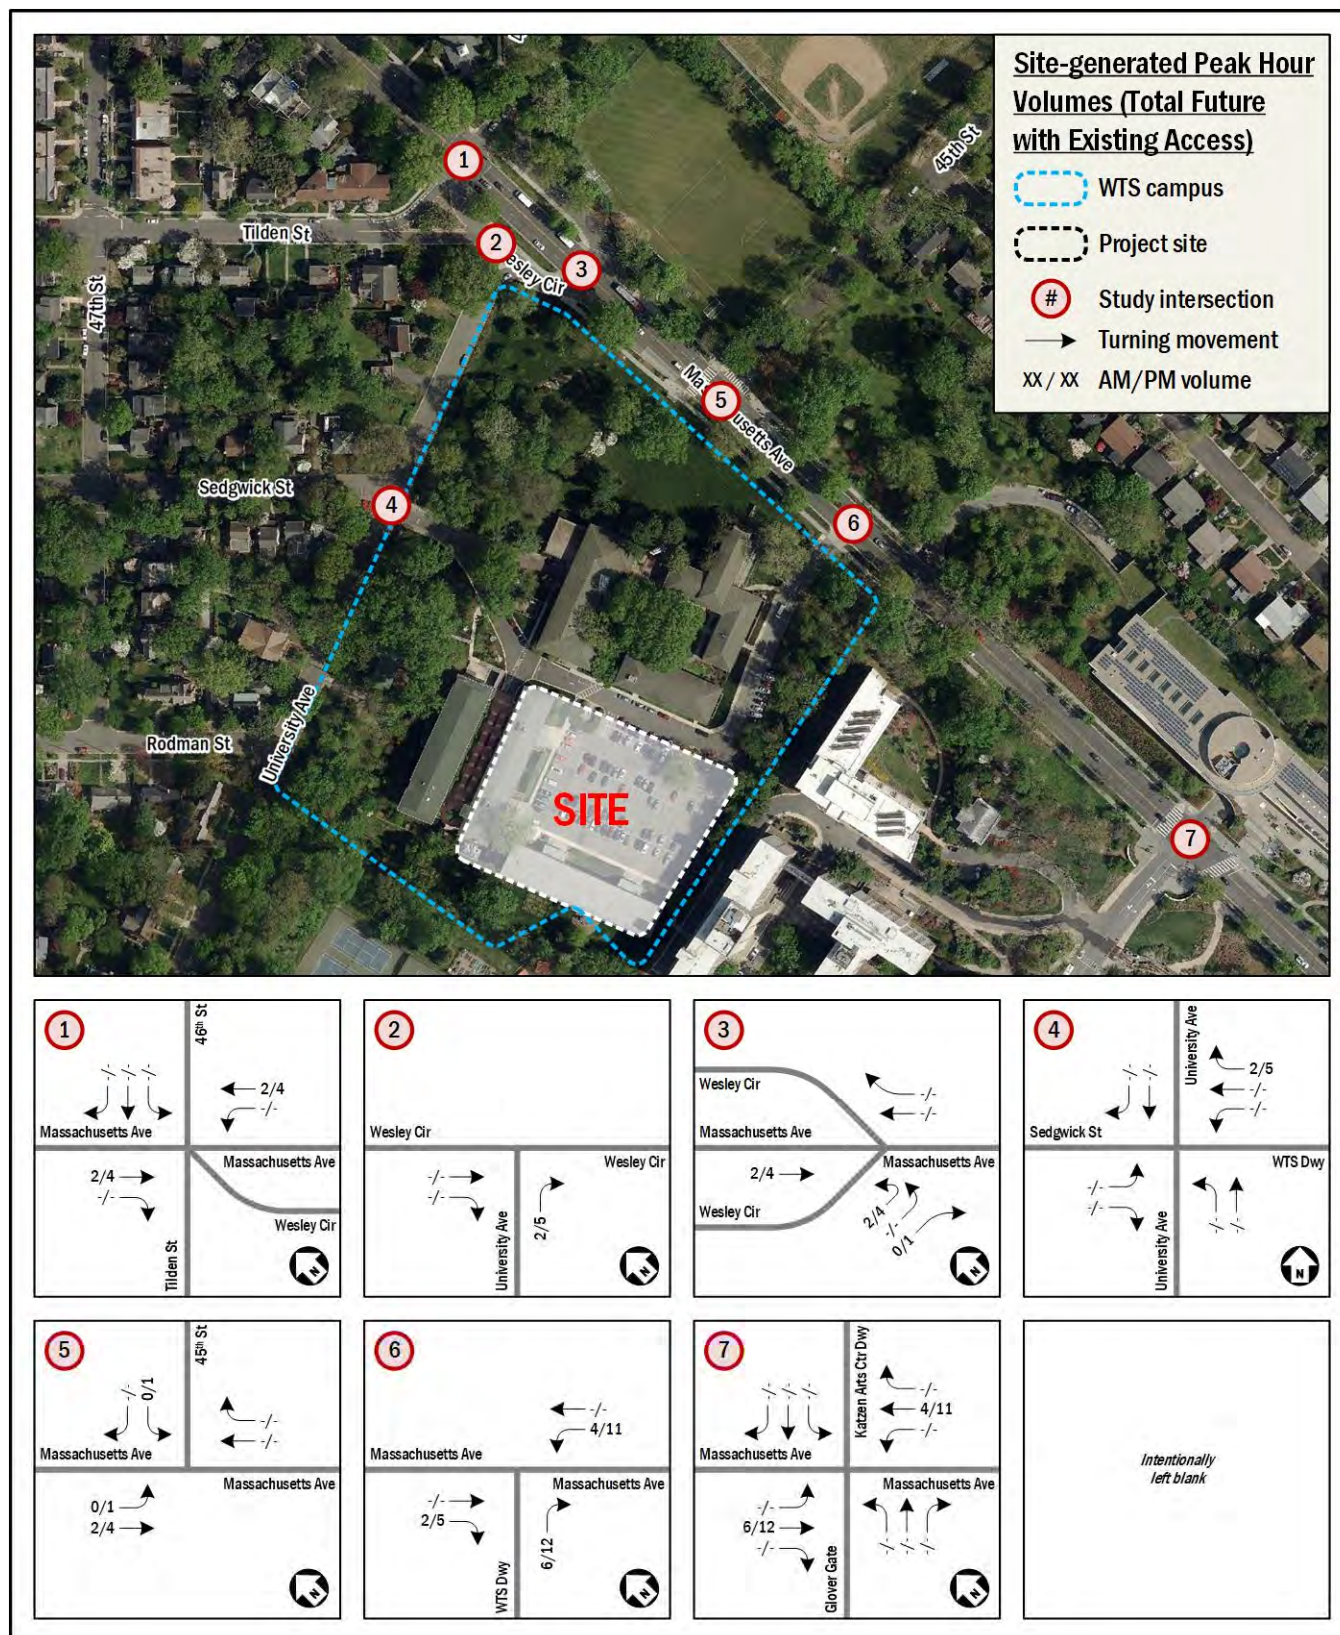 Site-generated Peak Hour
Volumes (Total Future
with Existing Access)
WTS campus
Project site
# Study intersection
Turning movement
XX / XX AM/PM volume
45th St
1
Tilden St
2
Wesley Cir
3
47th St
5
Massachusetts Ave
Sedgwick St
4
6
University Ave
Rodman St
SITE
7
1
46th St
-/- -/- -/-
2/4
-/-
Massachusetts Ave
Massachusetts Ave
2/4
-/-
Wesley Cir
Tilden St
N
2
Wesley Cir
Wesley Cir
-/-
-/-
2/5
University Ave
N
3
Wesley Cir
-/-
-/-
Massachusetts Ave
Massachusetts Ave
2/4
Wesley Cir
2/4
-/-
0/1
N
4
University Ave
-/- -/-
2/5
-/-
-/-
Sedgwick St
WTS Dwy
-/-
-/-
-/- -/-
University Ave
N
5
45th St
-/- 0/1
-/-
-/-
Massachusetts Ave
Massachusetts Ave
0/1
2/4
N
6
-/-
4/11
Massachusetts Ave
Massachusetts Ave
-/-
2/5
6/12
WTS Dwy
N
7
Katzen Arts Ctr Dwy
-/- -/- -/-
-/-
4/11
-/-
Massachusetts Ave
Massachusetts Ave
-/-
6/12
-/-
-/- -/- -/-
Glover Gate
N
Intentionally
left blank